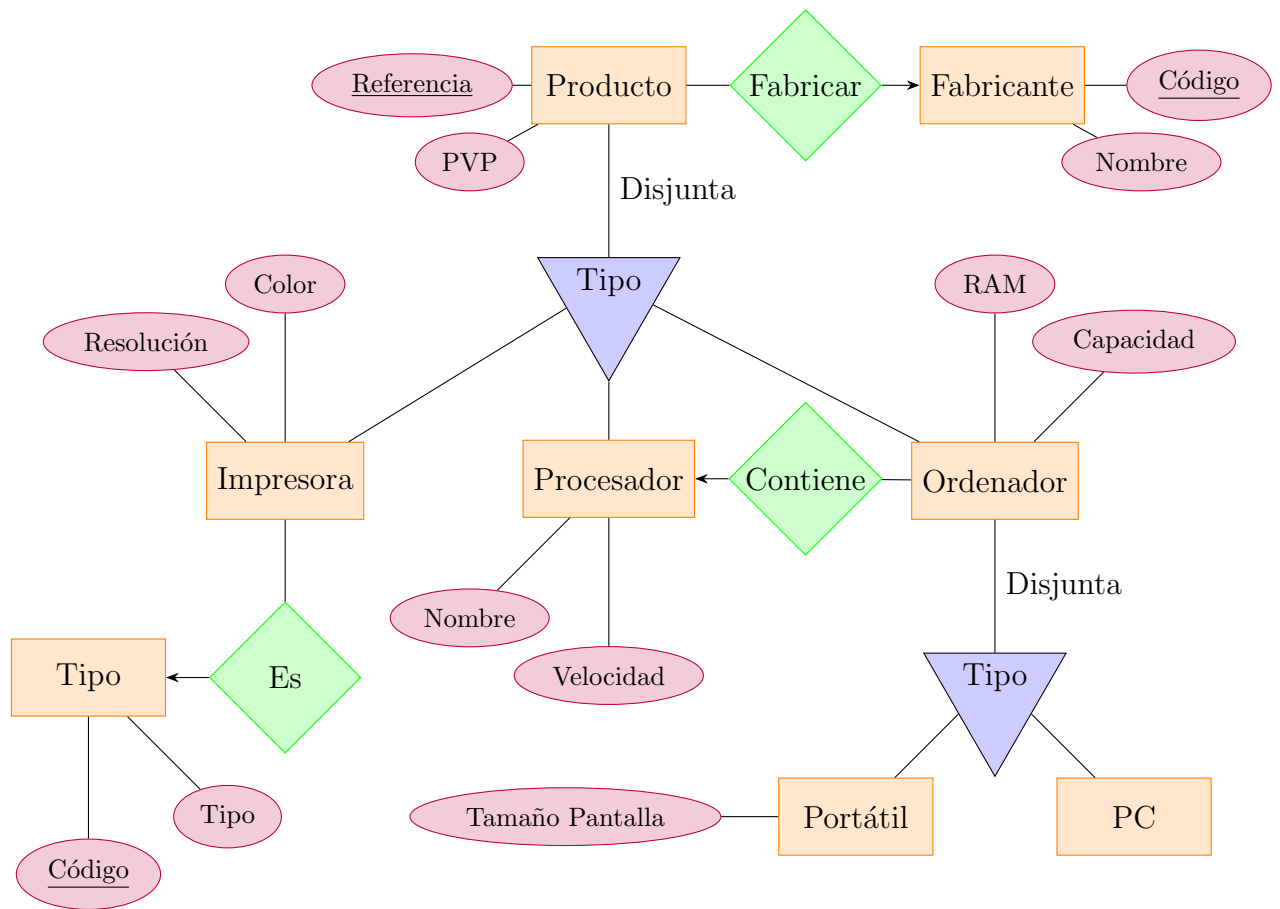 Referencia
Producto
Fabricar
Fabricante
Código
PVP
Nombre
Disjunta
Tipo
Color
RAM
Resolución
Capacidad
Impresora
Procesador
Contiene
Ordenador
Disjunta
Nombre
Tipo
Es
Velocidad
Tipo
Tipo
Tamaño Pantalla
Portátil
PC
Código